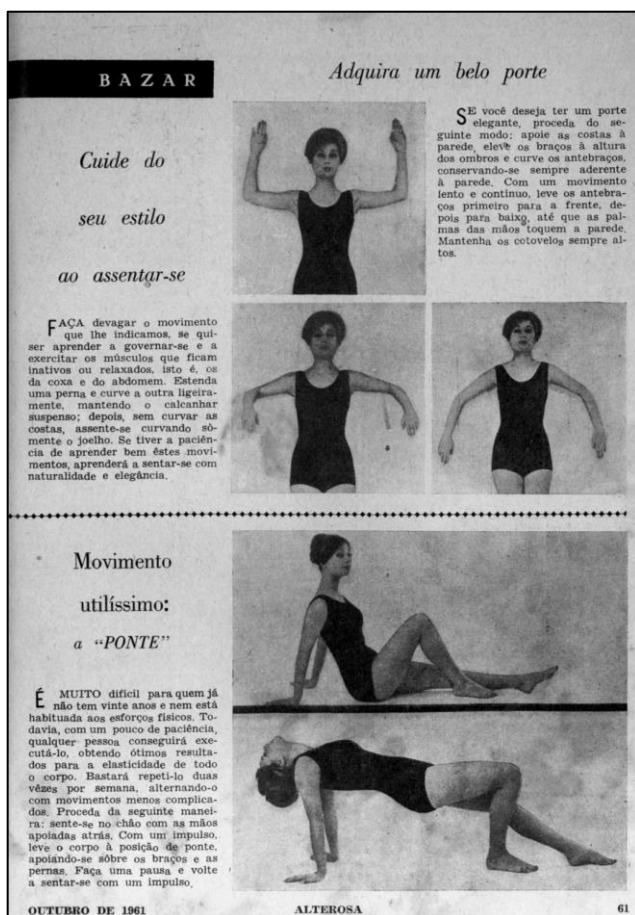 BAZAR
Cuide do
seu estilo
ao assentar-se
FAÇA devagar o movimento
que lhe indicamos, se qui-
ser aprender a governar-se e a
exercitar os músculos que ficam
inativos ou relaxados, isto é, os
da coxa e do abdomem. Estenda
uma perna e curve a outra ligeira-
mente, mantendo o calcanhar
suspenso; depois, sem curvar as
costas, assente-se curvando sò-
mente o joelho. Se tiver a paciên-
cia de aprender bem êstes movi-
mentos, aprenderá a sentar-se com
naturalidade e elegância.
Adquira um belo porte
SE você deseja ter um porte
elegante, proceda do se-
guinte modo: apoie as costas à
parede, eleve os braços à altura
dos ombros e curve os antebraços,
conservando-se sempre aderente
à parede. Com um movimento
lento e contínuo, leve os antebra-
ços primeiro para a frente, de-
pois para baixo, até que as pal-
mas das mãos toquem a parede.
Mantenha os cotovelos sempre al-
tos.
Movimento
utilíssimo:
a “PONTE”
É MUITO difícil para quem já
não tem vinte anos e nem está
habituada aos esforços físicos. To-
davia, com um pouco de paciência,
qualquer pessoa conseguirá exe-
cutá-lo, obtendo ótimos resulta-
dos para a elasticidade de todo
o corpo. Bastará repeti-lo duas
vêzes por semana, alternando-o
com movimentos menos complica-
dos. Proceda da seguinte manei-
ra: sente-se no chão com as mãos
apoiadas atrás. Com um impulso,
leve o corpo à posição de ponte,
apoiando-se sôbre os braços e as
pernas. Faça uma pausa e volte
a sentar-se com um impulso.
OUTUBRO DE 1961
ALTEROSA
61